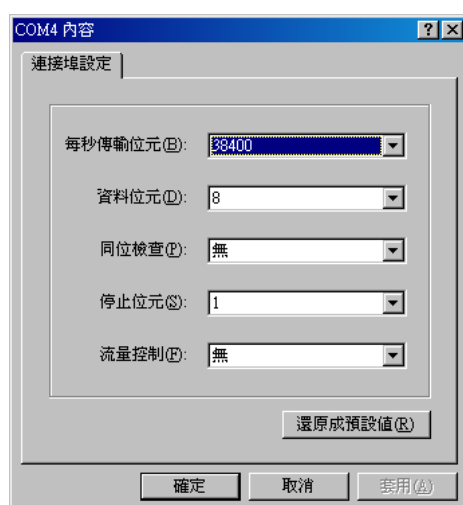 COM4 內容
連接埠設定
每秒傳輸位元(B): 38400
資料位元(D): 8
同位檢查(P): 無
停止位元(S): 1
流量控制(F): 無
還原成預設值(R)
確定 取消 套用(A)